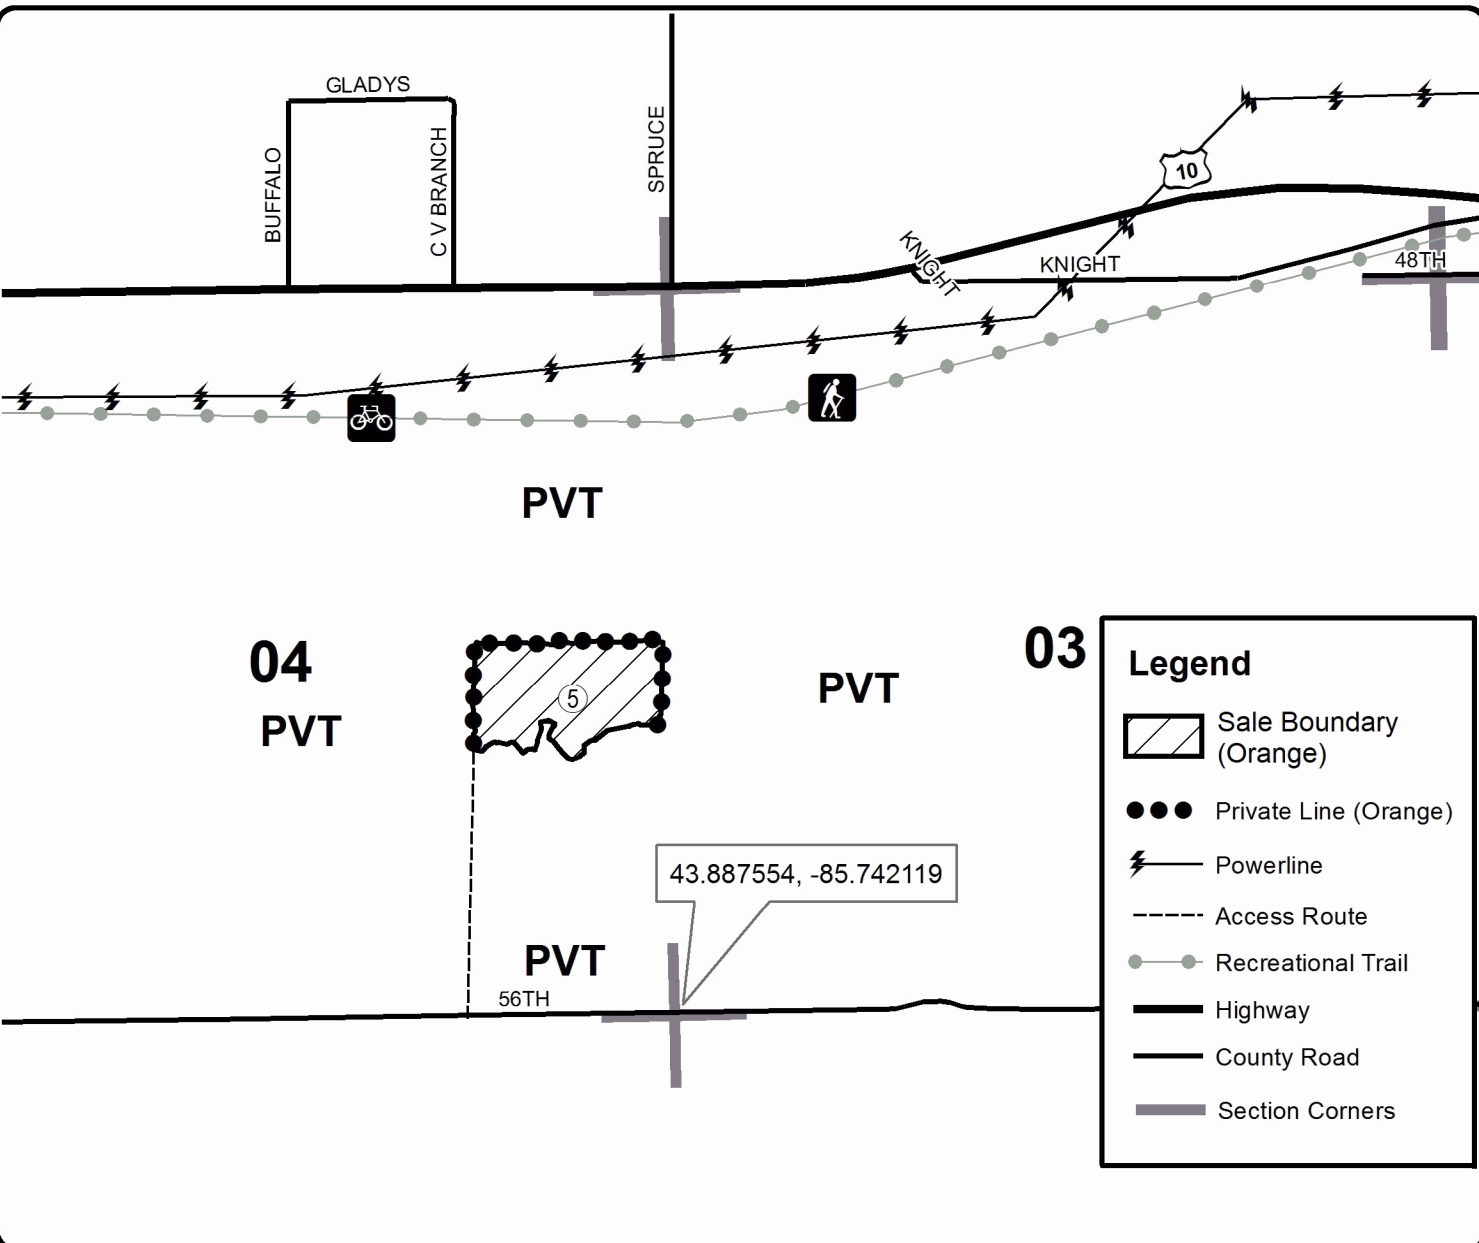 GLADYS
BUFFALO
C V BRANCH
SPRUCE
10
KNIGHT
KNIGHT
48TH
PVT
04
PVT
5
PVT
03
43.887554, -85.742119
PVT
56TH
Legend
Sale Boundary
(Orange)
Private Line (Orange)
Powerline
Access Route
Recreational Trail
Highway
County Road
Section Corners